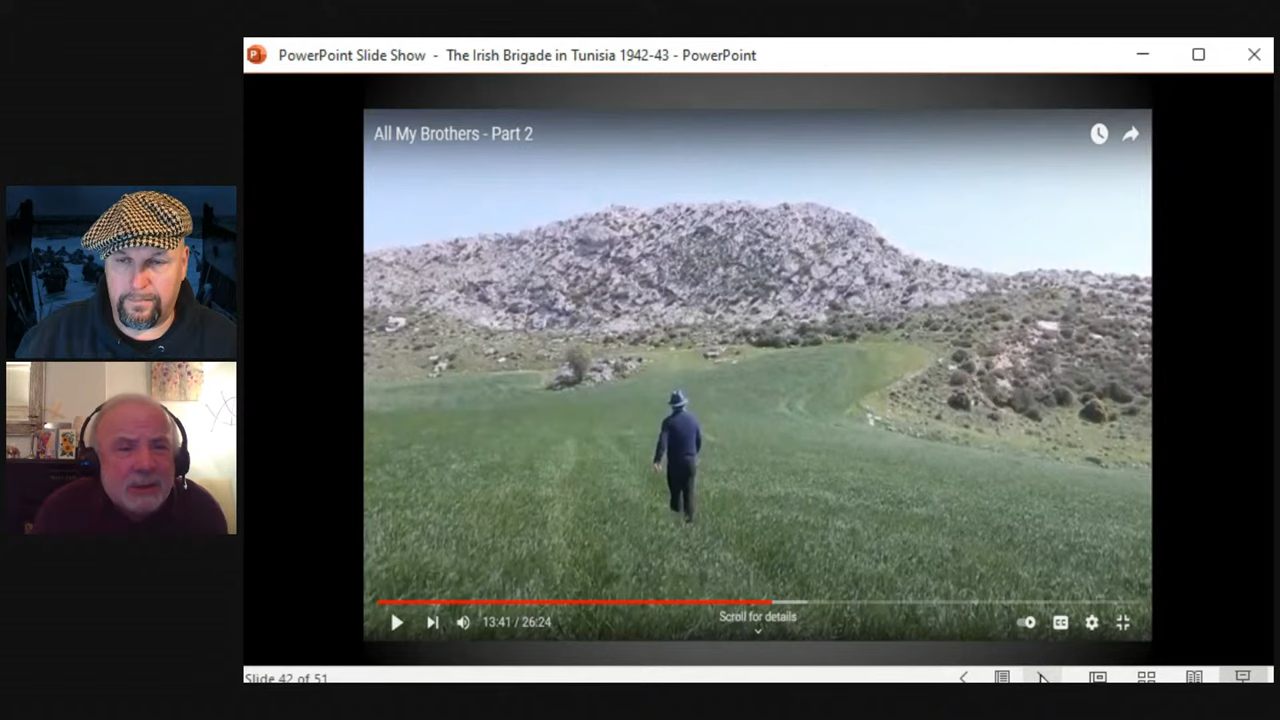 PowerPoint Slide Show - The Irish Brigade in Tunisia 1942-43 - PowerPoint
All My Brothers - Part 2
Scroll for details
13:41 / 26:24
CC
Slide 42 of 51